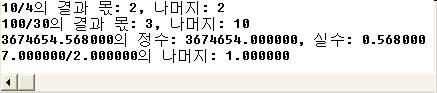 10/4의 결과 몫: 2, 나머지: 2
100/30의 결과 몫: 3, 나머지: 10
3674654.568000의 정수: 3674654.000000, 실수: 0.568000
7.000000/2.000000의 나머지: 1.000000